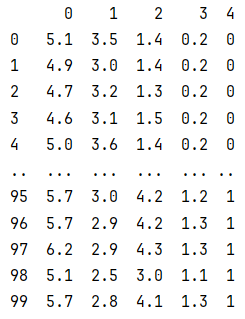 0 1 2 3 4
0 5.1 3.5 1.4 0.2 0
1 4.9 3.0 1.4 0.2 0
2 4.7 3.2 1.3 0.2 0
3 4.6 3.1 1.5 0.2 0
4 5.0 3.6 1.4 0.2 0
.. ... ... ... ... ..
95 5.7 3.0 4.2 1.2 1
96 5.7 2.9 4.2 1.3 1
97 6.2 2.9 4.3 1.3 1
98 5.1 2.5 3.0 1.1 1
99 5.7 2.8 4.1 1.3 1